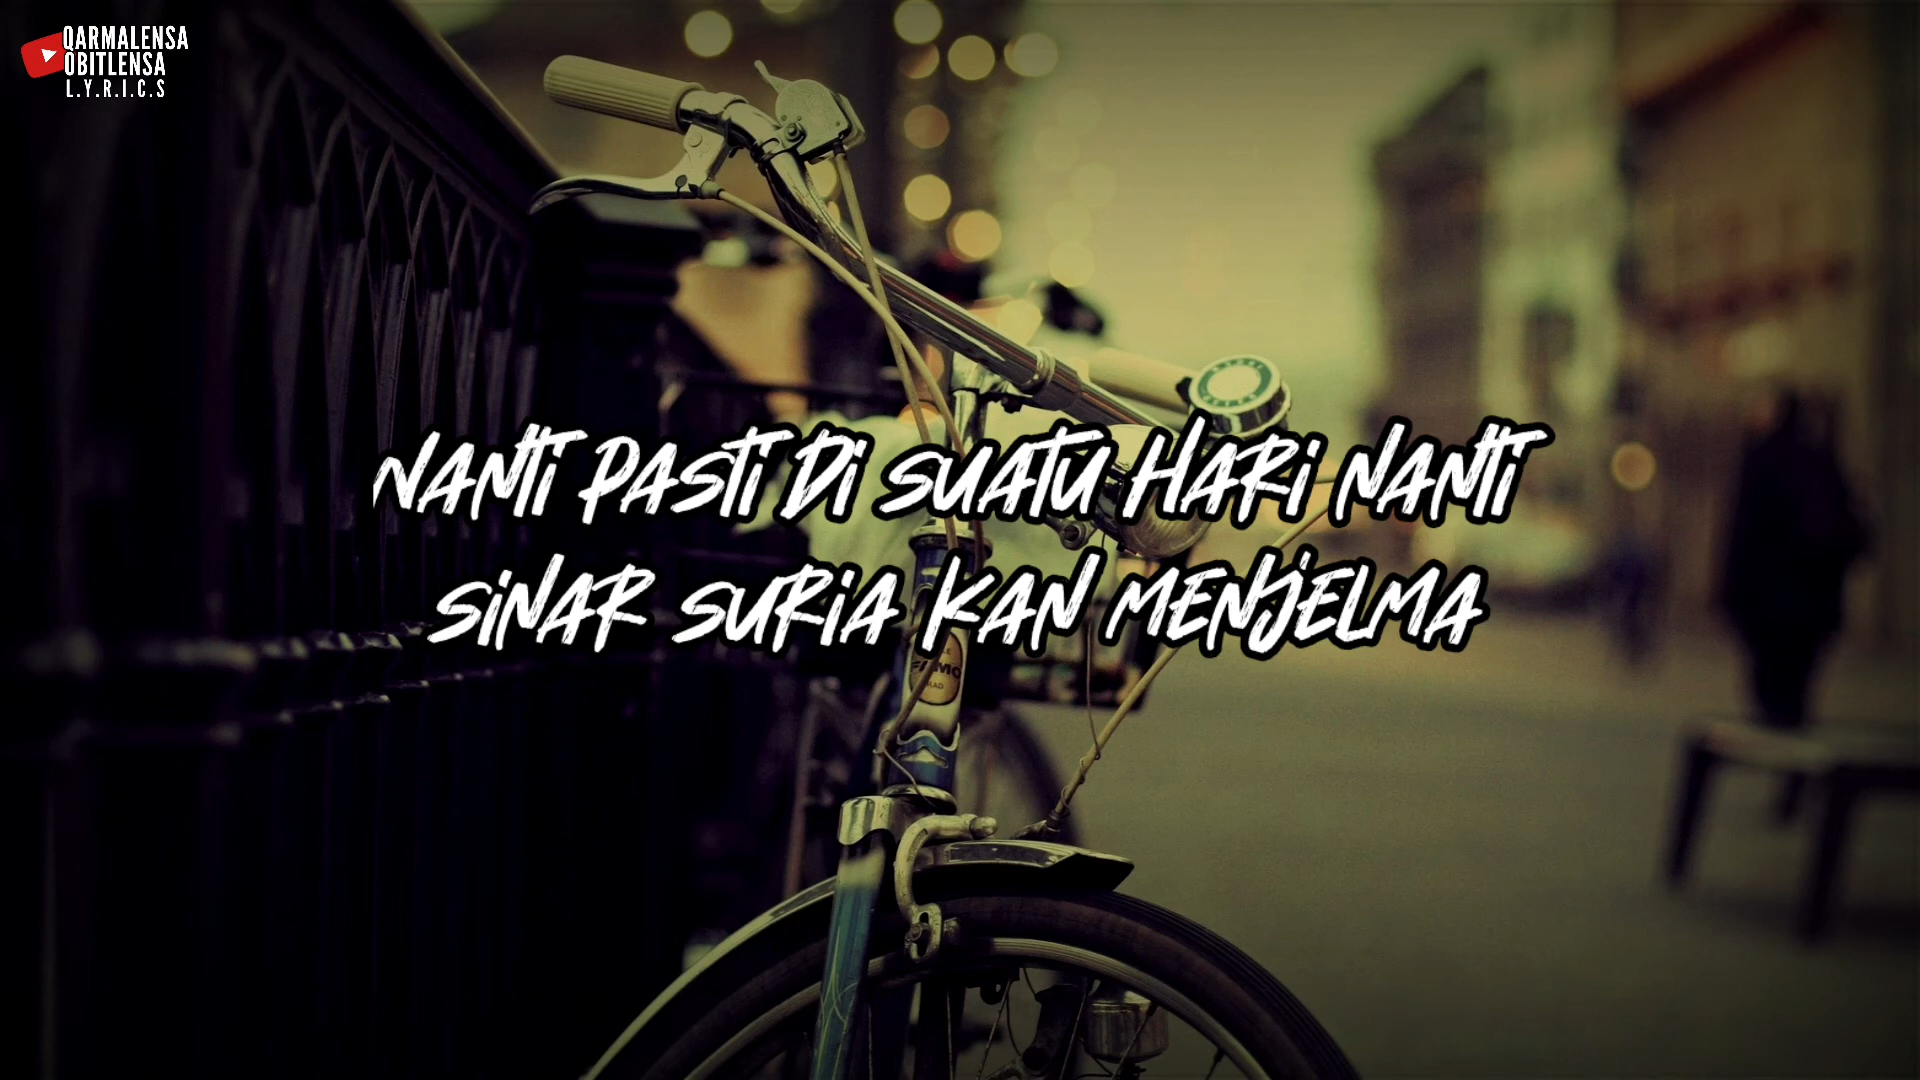 QARMALENSA
OBITLENSA
L.Y.R.I.C.S
NANTI PASTI Di SUATU HARi NANTI
SiNAR SURiA KAN MENJELMA